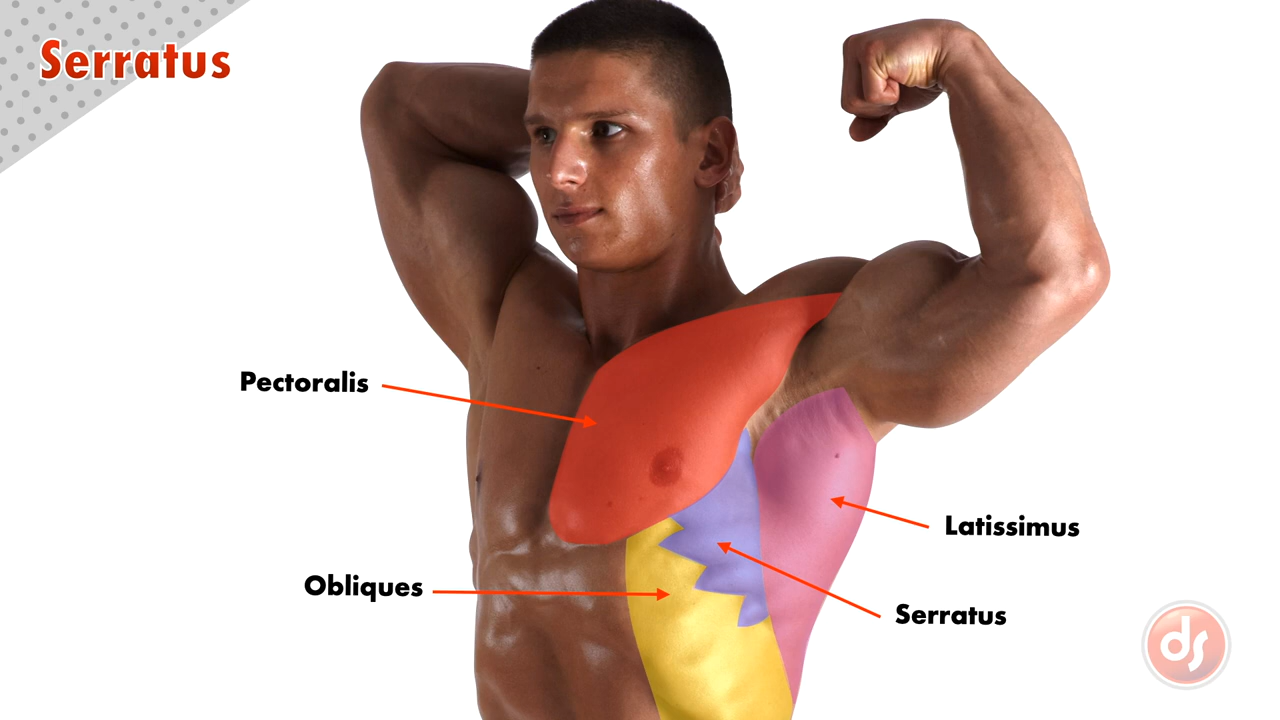 Serratus
Pectoralis
Latissimus
Obliques
Serratus
ds